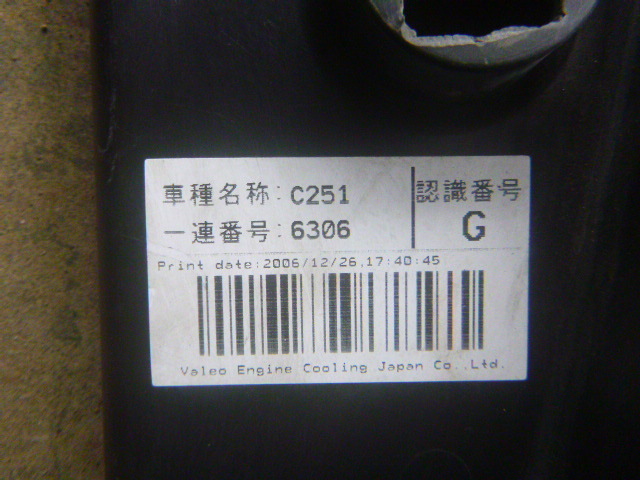 車種名称: C251
一連番号: 6306
認識番号
G
Print date:2006/12/26,17:40:45
Valeo Engine Cooling Japan Co.,Ltd.